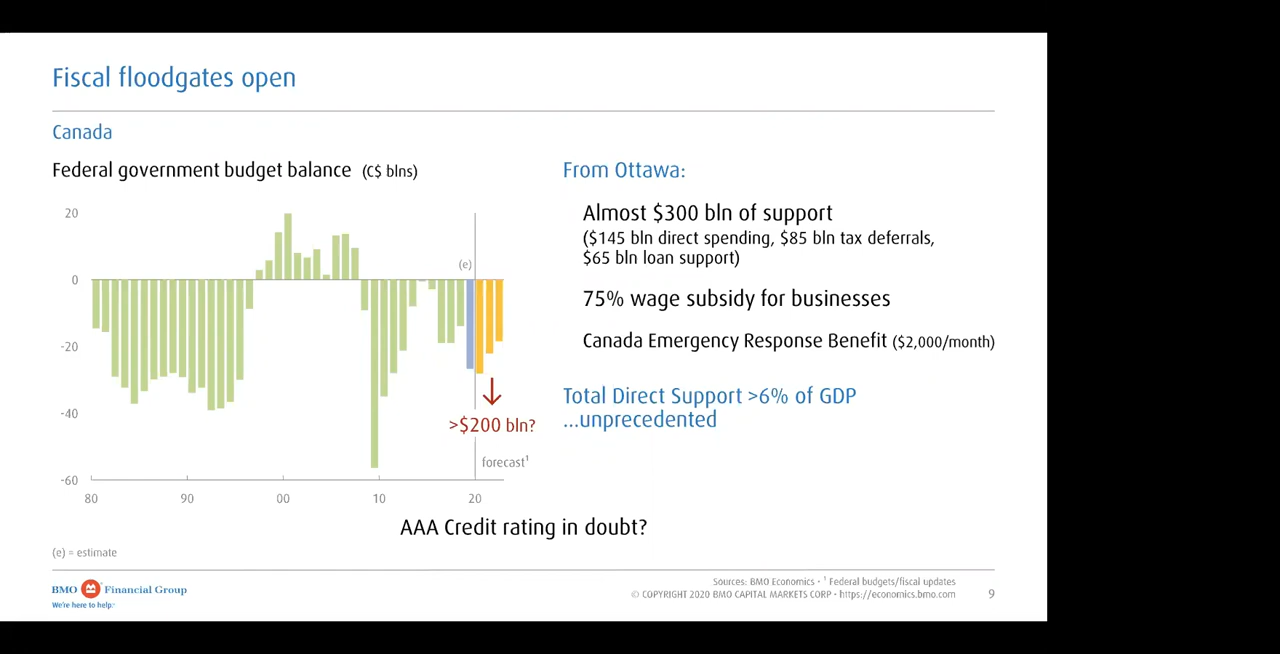 Fiscal floodgates open
Canada
Federal government budget balance (C$ blns)
20
0
-20
-40
-60
(e)
>$200 bln?
forecast¹
80 90 00 10 20
From Ottawa:
Almost $300 bln of support
($145 bln direct spending, $85 bln tax deferrals,
$65 bln loan support)
75% wage subsidy for businesses
Canada Emergency Response Benefit ($2,000/month)
Total Direct Support >6% of GDP
...unprecedented
AAA Credit rating in doubt?
(e) = estimate
BMO Financial Group
We're here to help.™
Sources: BMO Economics • ¹ Federal budgets/fiscal updates
© COPYRIGHT 2020 BMO CAPITAL MARKETS CORP • https://economics.bmo.com
9